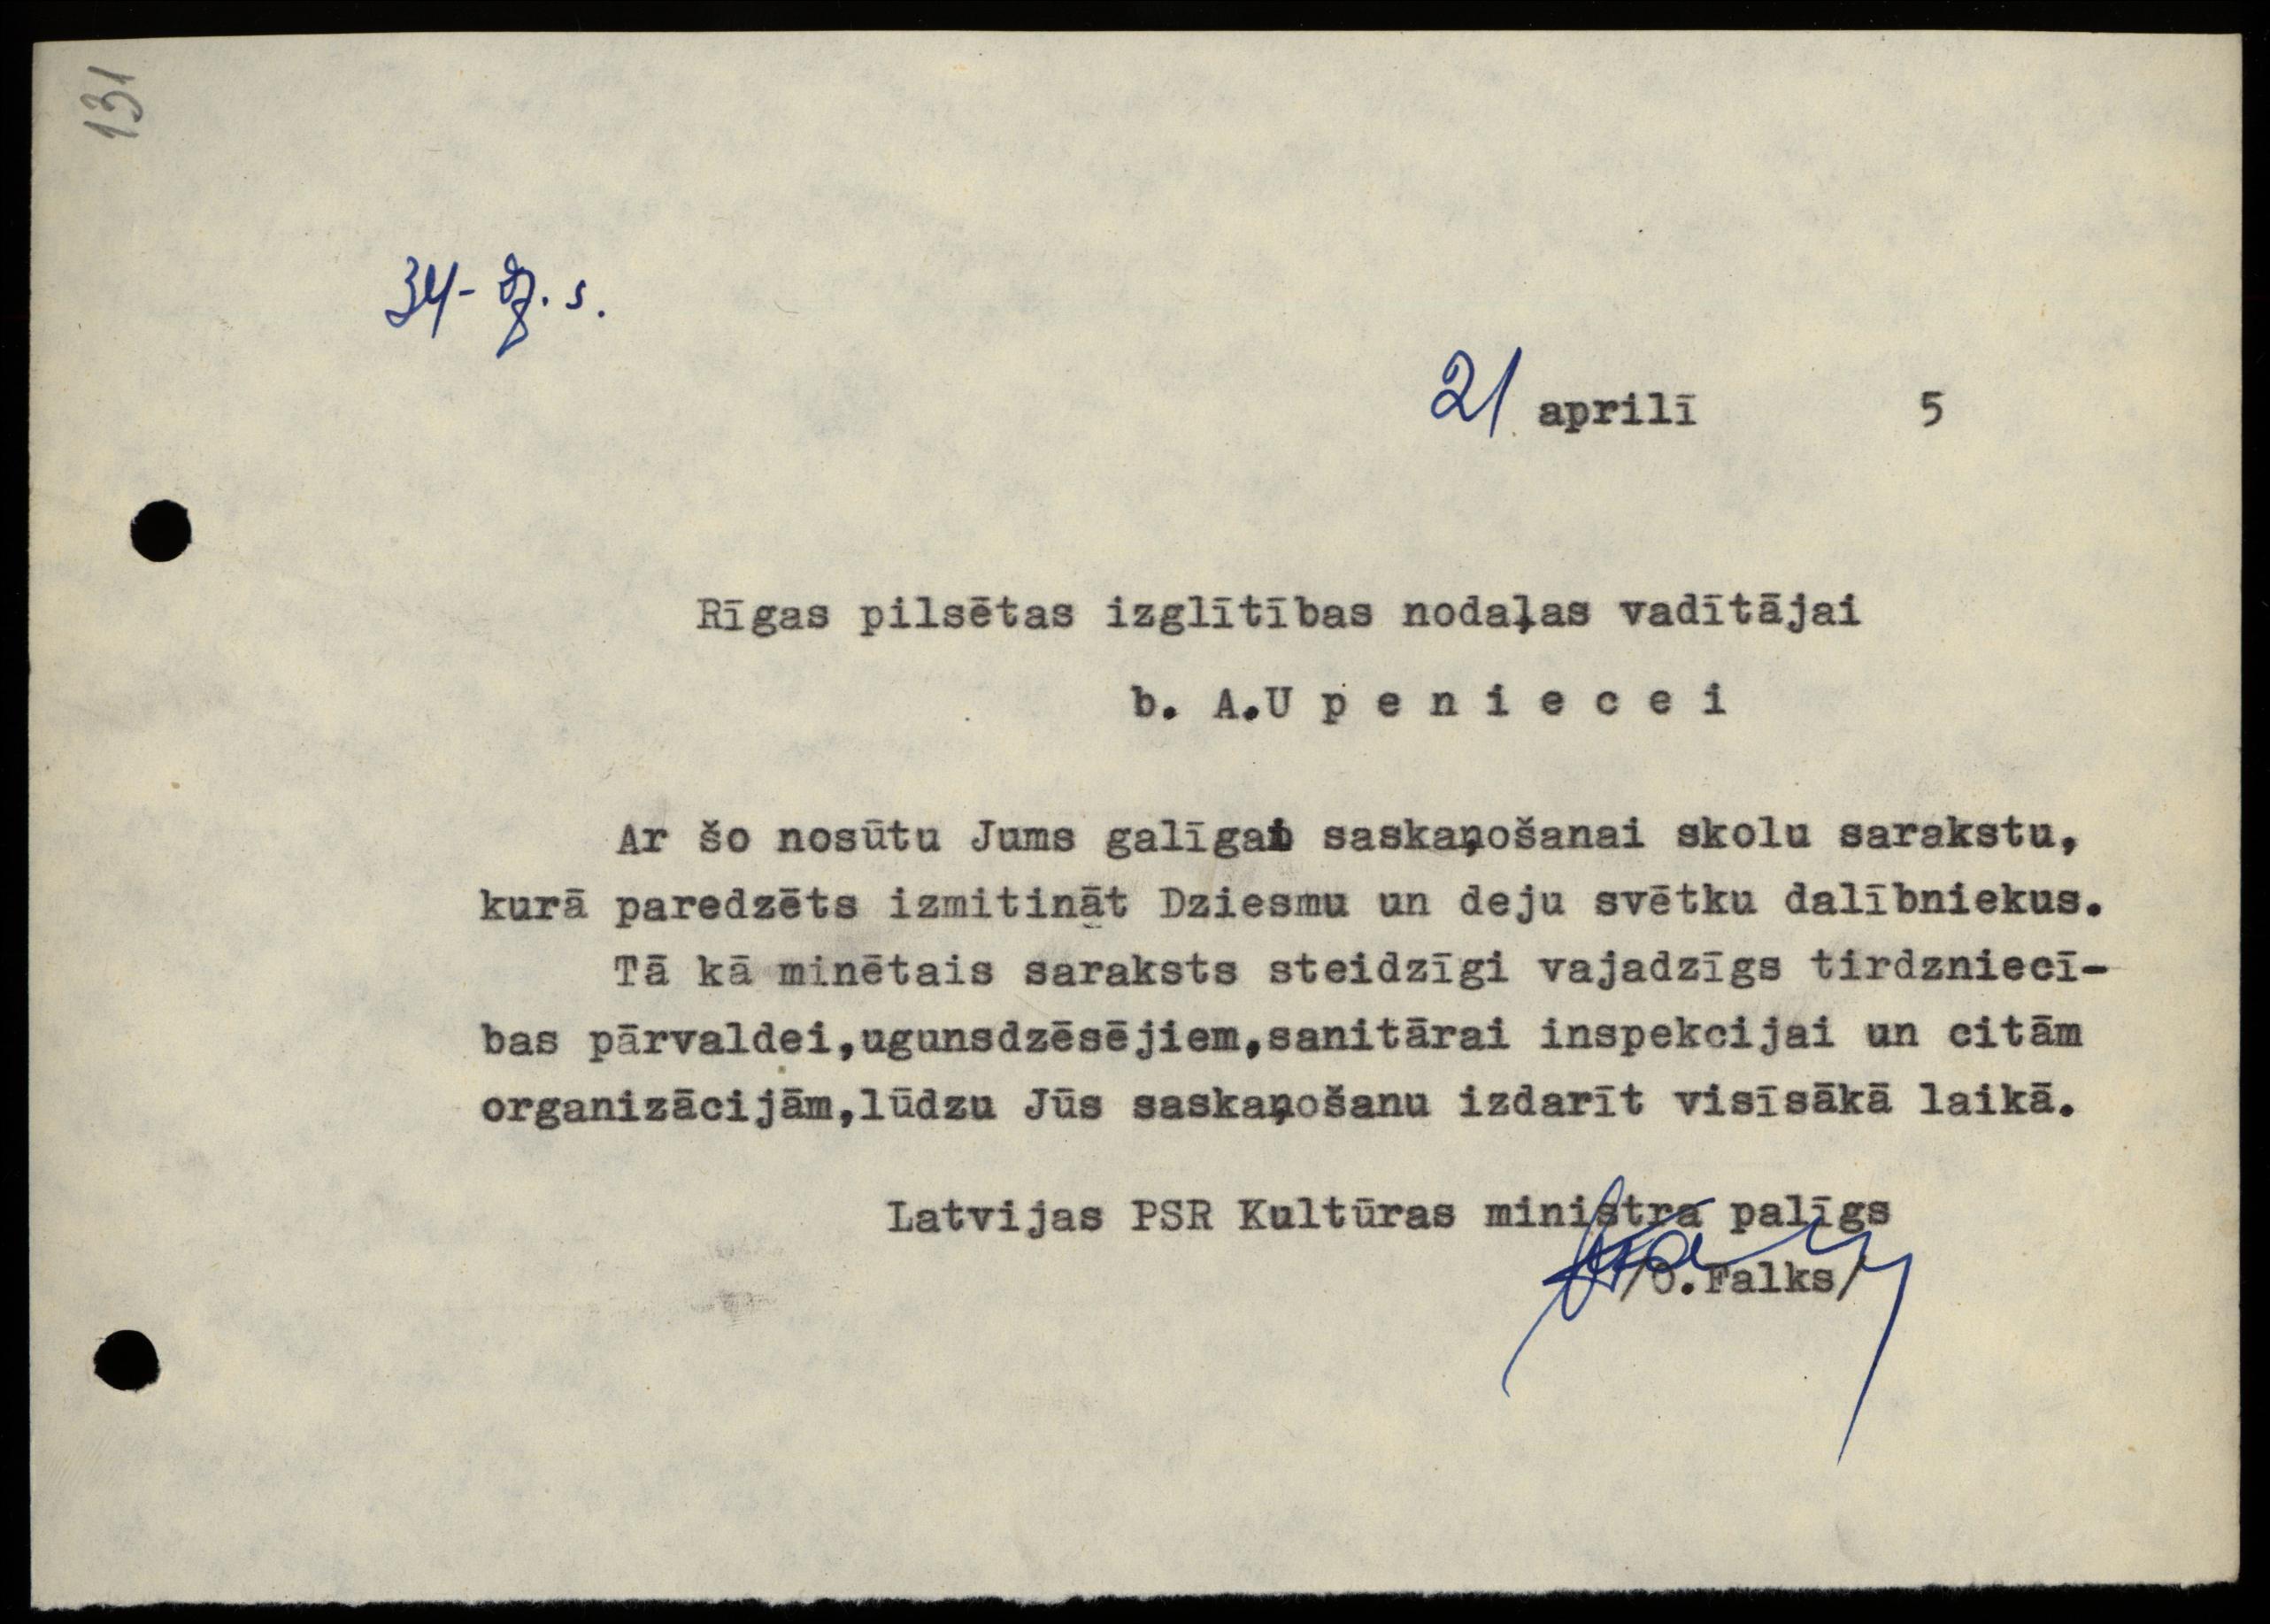 131
34- Dz. s.
21 aprilī 5
Rīgas pilsētas izglītības nodaļas vadītājai
b. A.U p e n i e c e i
Ar šo nosūtu Jums galīgai saskaņošanai skolu sarakstu,
kurā paredzēts izmitināt Dziesmu un deju svētku dalībniekus.
Tā kā minētais saraksts steidzīgi vajadzīgs tirdzniecī-
bas pārvaldei,ugunsdzēsējiem,sanitārai inspekcijai un citām
organizācijām,lūdzu Jūs saskaņošanu izdarīt visīsākā laikā.
Latvijas PSR Kultūras ministra palīgs
/O.Falks/